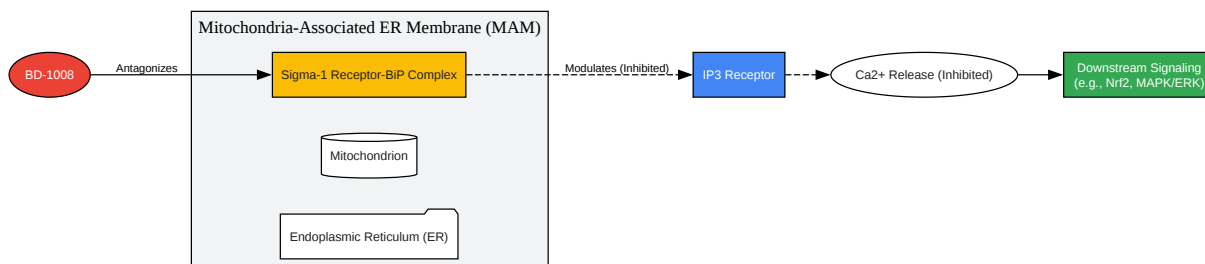 Mitochondria-Associated ER Membrane (MAM)
BD-1008
Antagonizes
Sigma-1 Receptor-BiP Complex
Modulates (Inhibited)
IP3 Receptor
Ca2+ Release (Inhibited)
Downstream Signaling
(e.g., Nrf2, MAPK/ERK)
Mitochondrion
Endoplasmic Reticulum (ER)